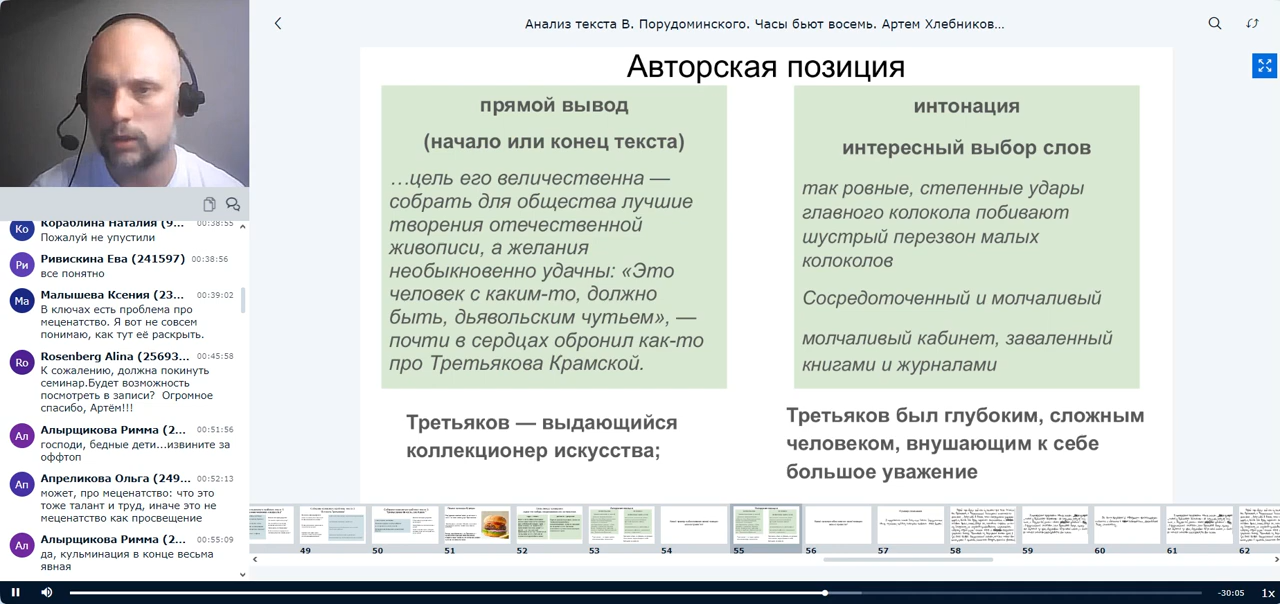 Анализ текста В. Порудоминского. Часы бьют восемь. Артем Хлебников...
Авторская позиция
прямой вывод
(начало или конец текста)
…цель его величественна —
собрать для общества лучшие
творения отечественной
живописи, а желания
необыкновенно удачны: «Это
человек с каким-то, должно
быть, дьявольским чутьем», —
почти в сердцах обронил как-то
про Третьякова Крамской.
Третьяков — выдающийся
коллекционер искусства;
интонация
интересный выбор слов
так ровные, степенные удары
главного колокола побивают
шустрый перезвон малых
колоколов
Сосредоточенный и молчаливый
молчаливый кабинет, заваленный
книгами и журналами
Третьяков был глубоким, сложным
человеком, внушающим к себе
большое уважение
Ко Кораблина Наталия (9... 00:38:55
Пожалуй не упустили
Ри Ривискина Ева (241597) 00:38:56
все понятно
Ма Малышева Ксения (23... 00:39:02
В ключах есть проблема про
меценатство. Я вот не совсем
понимаю, как тут её раскрыть.
Ro Rosenberg Alina (25693... 00:45:58
К сожалению, должна покинуть
семинар.Будет возможность
посмотреть в записи? Огромное
спасибо, Артём!!!
Ал Алырщикова Римма (2... 00:51:56
господи, бедные дети...извините за
оффтоп
Ап Апреликова Ольга (249... 00:52:13
может, про меценатство: что это
тоже талант и труд, иначе это не
меценатство как просвещение
Ал Алырщикова Римма (2... 00:55:09
да, кульминация в конце весьма
явная
49 50 51 52 53 54 55 56 57 58 59 60 61 62
-30:05 1x